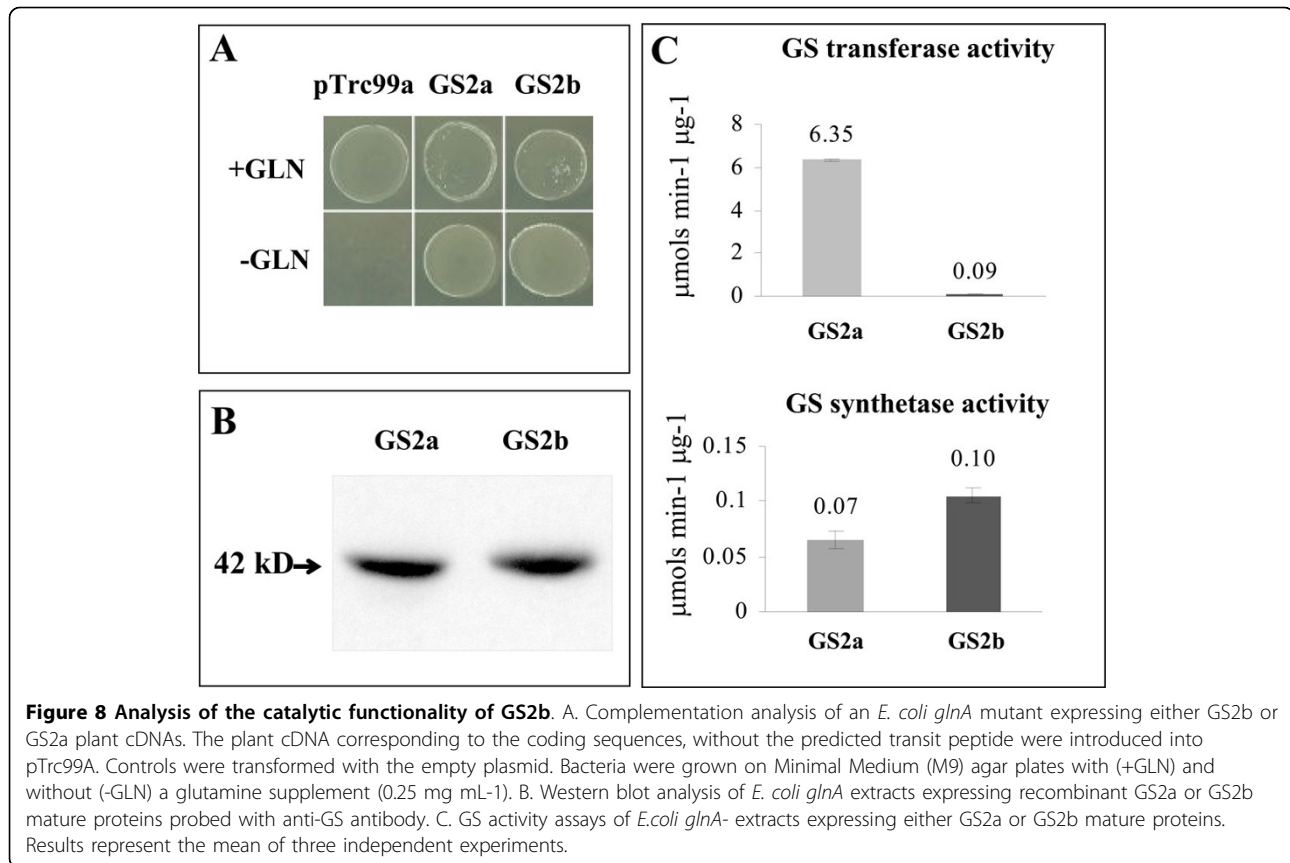 A
pTrc99a GS2a GS2b
+GLN
-GLN
B
GS2a GS2b
42 kD→
C
GS transferase activity
µmols min-1 µg-1
8
6
4
2
0
6.35
0.09
GS2a GS2b
GS synthetase activity
µmols min-1 µg-1
0.15
0.1
0.05
0
0.07
0.10
GS2a GS2b
Figure 8 Analysis of the catalytic functionality of GS2b. A. Complementation analysis of an E. coli glnA mutant expressing either GS2b or
GS2a plant cDNAs. The plant cDNA corresponding to the coding sequences, without the predicted transit peptide were introduced into
pTrc99A. Controls were transformed with the empty plasmid. Bacteria were grown on Minimal Medium (M9) agar plates with (+GLN) and
without (-GLN) a glutamine supplement (0.25 mg mL-1). B. Western blot analysis of E. coli glnA extracts expressing recombinant GS2a or GS2b
mature proteins probed with anti-GS antibody. C. GS activity assays of E.coli glnA- extracts expressing either GS2a or GS2b mature proteins.
Results represent the mean of three independent experiments.